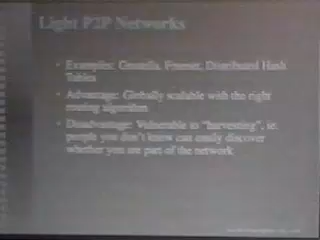 Light P2P Networks
• Examples: Gnutella, Freenet, Distributed Hash
Tables
• Advantage: Globally scalable with the right
routing algorithm
• Disadvantage: Vulnerable to "harvesting", ie.
people you don't know can easily discover
whether you are part of the network